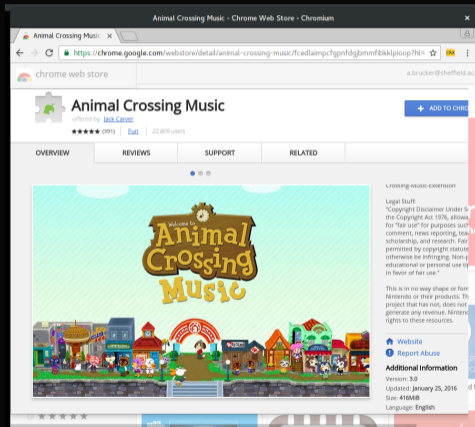 Animal Crossing Music - Chrome Web Store - Chromium
Animal Crossing Music
https://chrome.google.com/webstore/detail/animal-crossing-music/fcedlaimpcfgpnfdgjbmmfibkklpioop?hl=
chrome web store
a.brucker@sheffield.ac
Animal Crossing Music
offered by Jack Carver
(391)
Fun
22,809 users
ADD TO CHRO
OVERVIEW
REVIEWS
SUPPORT
RELATED
Welcome to
Animal
Crossing
Music
Crossing-Music-Extension
Legal Stuff
"Copyright Disclaimer Under S
the Copyright Act 1976, allowa
for "fair use" for purposes such
comment, news reporting, tea
scholarship, and research. Fair
permitted by copyright statute
otherwise be infringing. Non-p
educational or personal use ti
in favor of fair use."
This is in no way shape or form
Nintendo or their products. Th
project that has not, does not
generate any revenue. Ninten
rights to these resources.
Website
Report Abuse
Additional Information
Version: 3.0
Updated: January 25, 2016
Size: 416MiB
Language: English